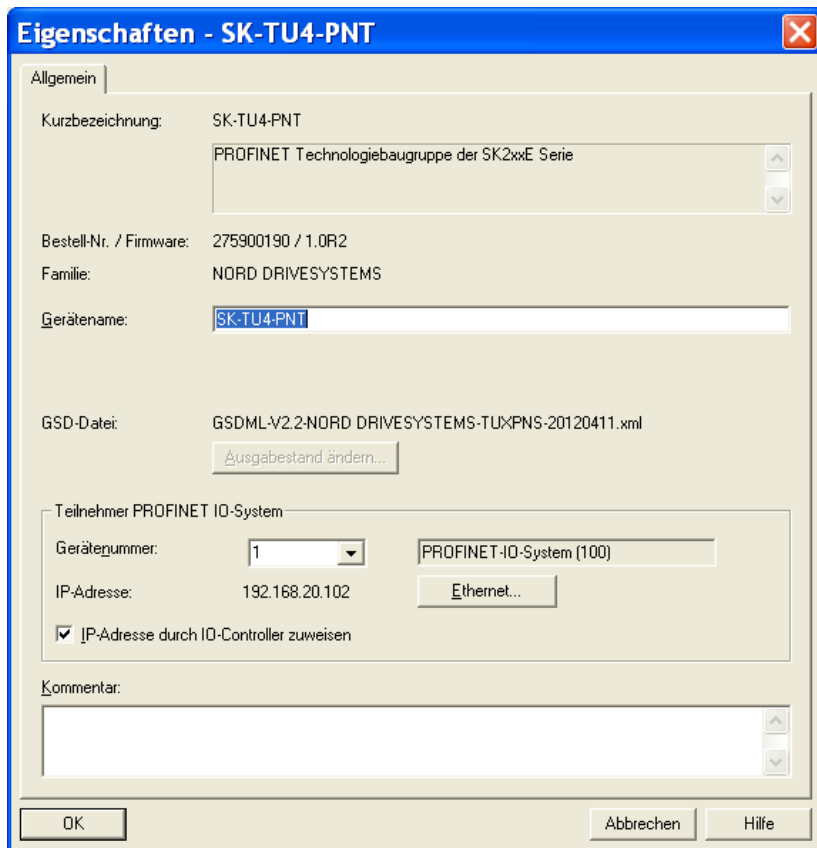 Eigenschaften - SK-TU4-PNT
Allgemein
Kurzbezeichnung: SK-TU4-PNT
PROFINET Technologiebaugruppe der SK2xxE Serie
Bestell-Nr. / Firmware: 275900190 / 1.0R2
Familie: NORD DRIVESYSTEMS
Gerätename: SK-TU4-PNT
GSD-Datei: GSDML-V2.2-NORD DRIVESYSTEMS-TUXPNS-20120411.xml
Ausgabestand ändern...
Teilnehmer PROFINET IO-System
Gerätenummer: 1 PROFINET-IO-System (100)
IP-Adresse: 192.168.20.102 Ethernet...
IP-Adresse durch IO-Controller zuweisen
Kommentar:
OK Abbrechen Hilfe